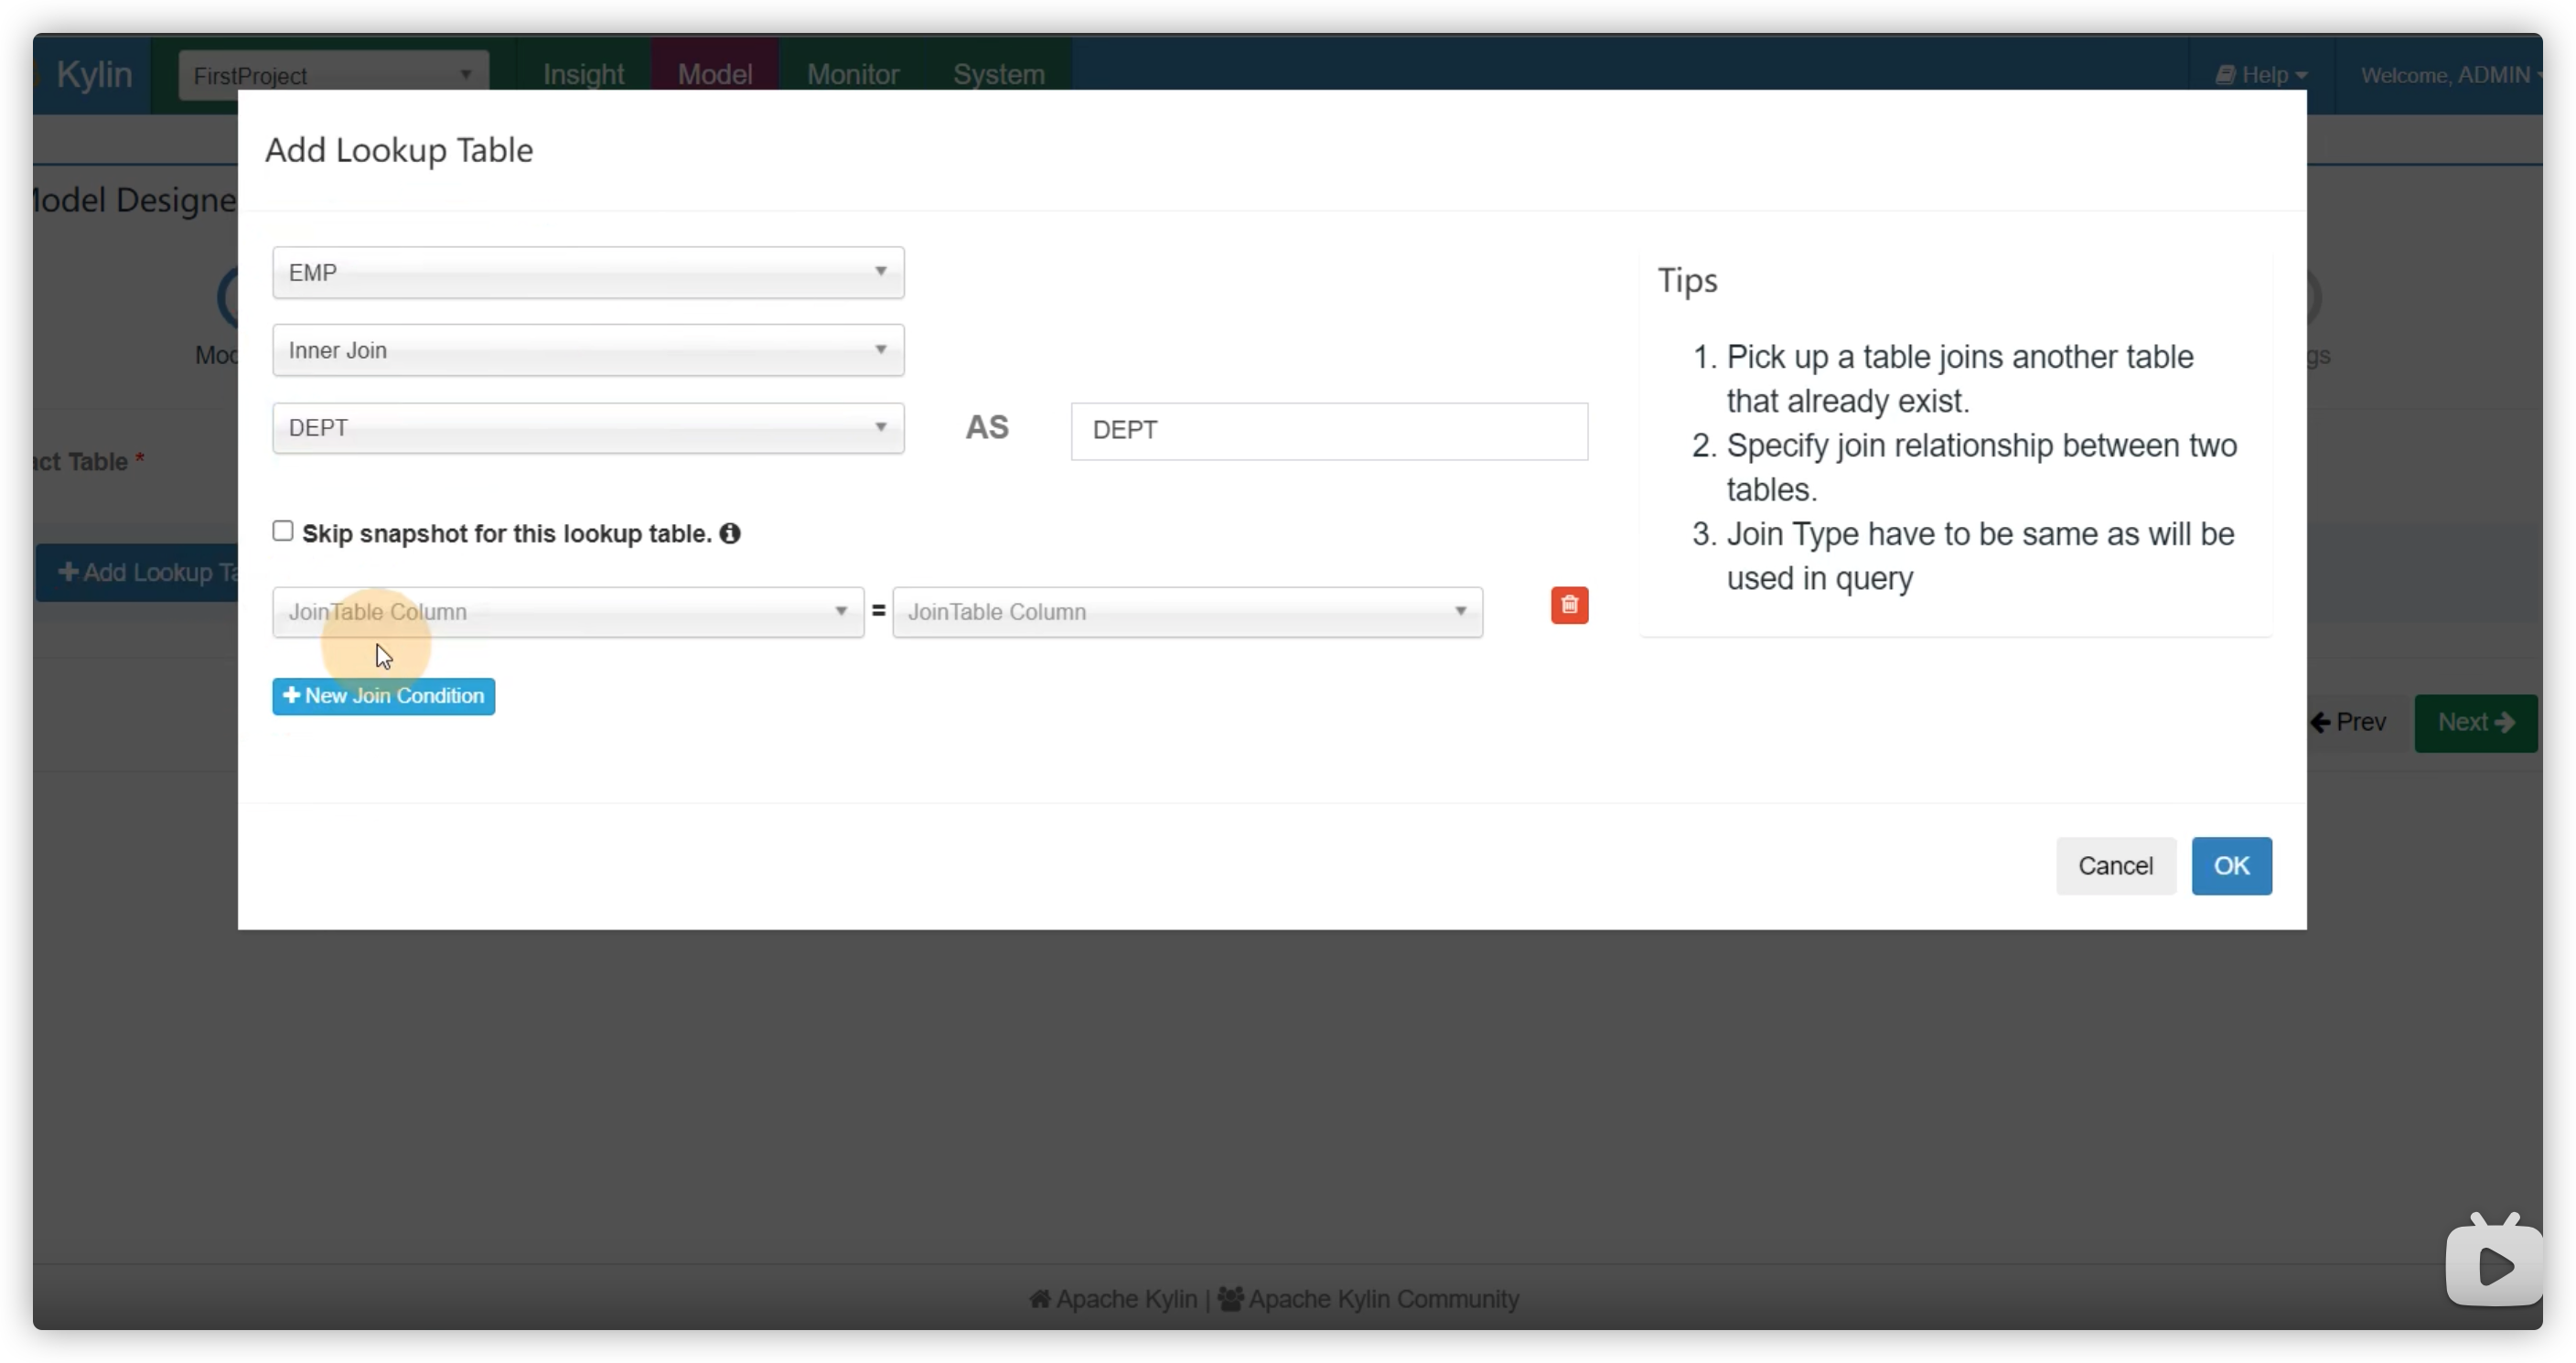 Kylin
FirstProject
Insight
Model
Monitor
System
Help
Welcome, ADMIN
Add Lookup Table
Model Designe
EMP
Inner Join
DEPT
AS
DEPT
Tips
1. Pick up a table joins another table
that already exist.
2. Specify join relationship between two
tables.
3. Join Type have to be same as will be
used in query
act Table *
Skip snapshot for this lookup table.
+ Add Lookup Ta
JoinTable Column
=
JoinTable Column
+ New Join Condition
Prev
Next
Cancel
OK
Apache Kylin | Apache Kylin Community